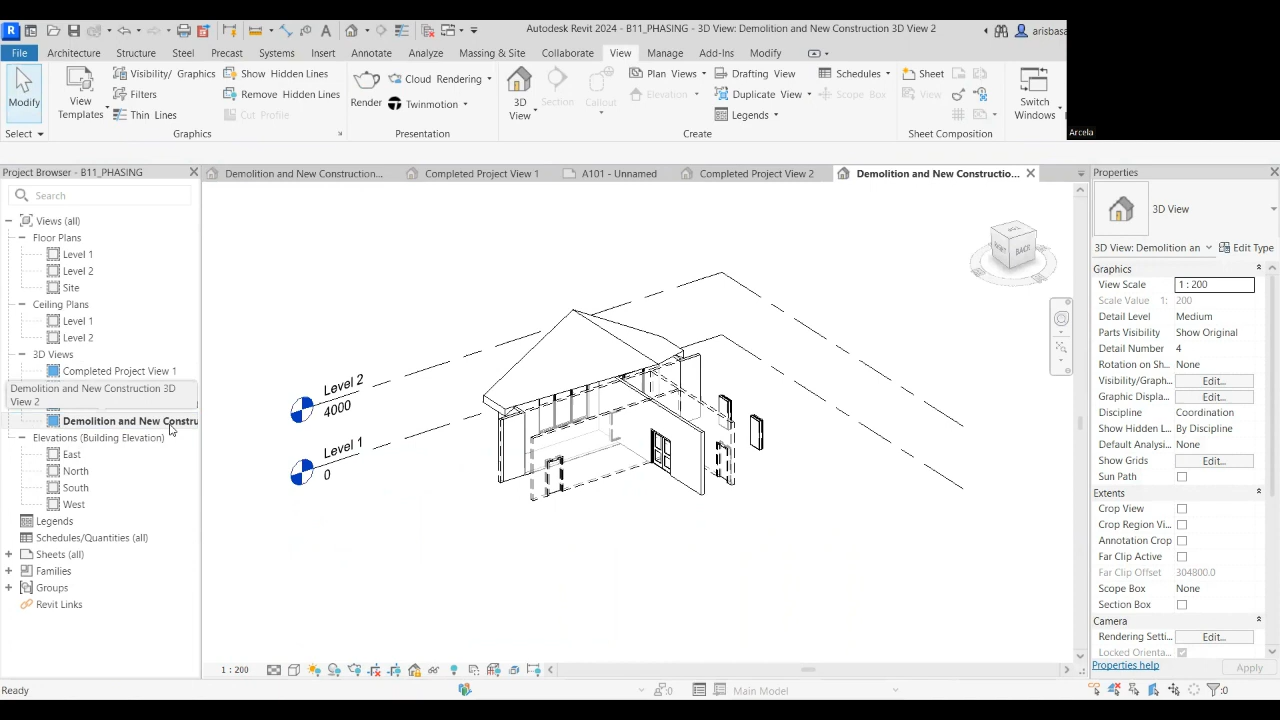 Autodesk Revit 2024 - B11_PHASING - 3D View: Demolition and New Construction 3D View 2
arisbasa
File Architecture Structure Steel Precast Systems Insert Annotate Analyze Massing & Site Collaborate View Manage Add-Ins Modify
Modify
Select
View
Templates
Visibility/ Graphics
Filters
Thin Lines
Show Hidden Lines
Remove Hidden Lines
Cut Profile
Graphics
Render
Cloud Rendering
Twinmotion
Presentation
3D
View
Section
Callout
Plan Views
Elevation
Drafting View
Duplicate View
Legends
Schedules
Scope Box
Create
Sheet
View
Sheet Composition
Switch
Windows
Arcela
Project Browser - B11_PHASING
Search
Views (all)
Floor Plans
Level 1
Level 2
Site
Ceiling Plans
Level 1
Level 2
3D Views
Completed Project View 1
Demolition and New Construction 3D
View 2
Demolition and New Constru
Elevations (Building Elevation)
East
North
South
West
Legends
Schedules/Quantities (all)
Sheets (all)
Families
Groups
Revit Links
Demolition and New Construction...
Completed Project View 1
A101 - Unnamed
Completed Project View 2
Demolition and New Constructio...
Level 2
4000
Level 1
0
BACK
1 : 200
Properties
3D View
3D View: Demolition an
Edit Type
Graphics
View Scale 1 : 200
Scale Value 1: 200
Detail Level Medium
Parts Visibility Show Original
Detail Number 4
Rotation on Sh... None
Visibility/Graph... Edit...
Graphic Displa... Edit...
Discipline Coordination
Show Hidden L... By Discipline
Default Analysi... None
Show Grids Edit...
Sun Path
Extents
Crop View
Crop Region Vi...
Annotation Crop
Far Clip Active
Far Clip Offset 304800.0
Scope Box None
Section Box
Camera
Rendering Setti... Edit...
Locked Orienta...
Properties help
Apply
Ready
:0
Main Model
:0